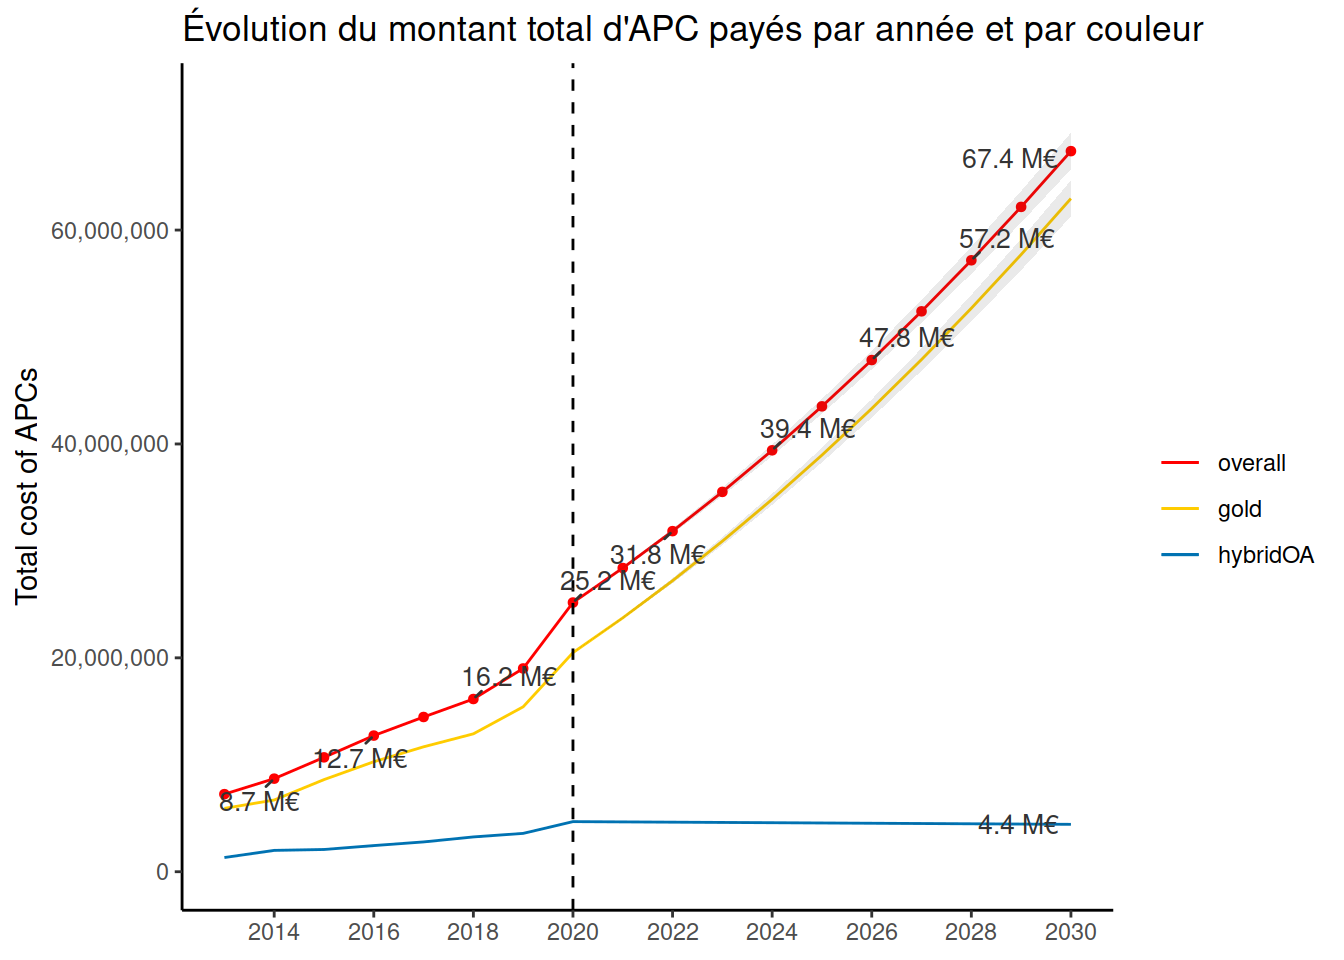 Évolution du montant total d'APC payés par année et par couleur
Total cost of APCs
60,000,000
40,000,000
20,000,000
0
67.4 M€
57.2 M€
47.8 M€
39.4 M€
31.8 M€
25.2 M€
16.2 M€
12.7 M€
8.7 M€
4.4 M€
overall
gold
hybridOA
2014 2016 2018 2020 2022 2024 2026 2028 2030